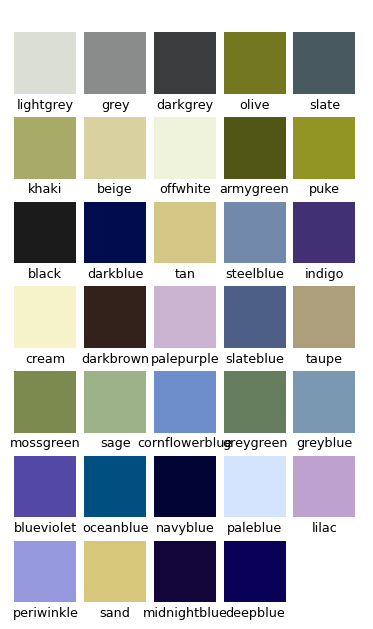 lightgrey grey darkgrey olive slate
khaki beige offwhite armygreen puke
black darkblue tan steelblue indigo
cream darkbrown palepurple slateblue taupe
mossgreen sage cornflowerblue greygreen greyblue
blueviolet oceanblue navyblue paleblue lilac
periwinkle sand midnightblue deepblue